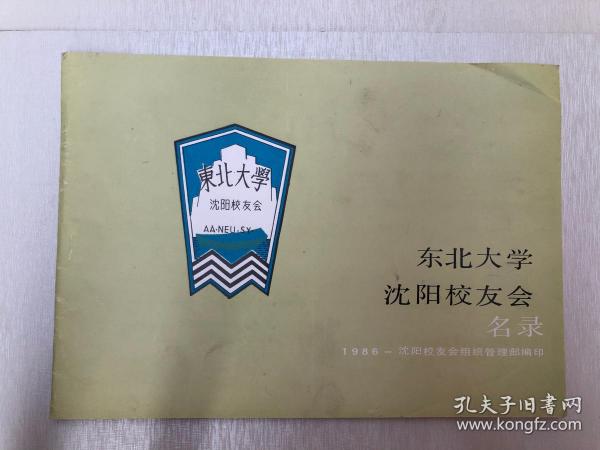 東北大學
沈阳校友会
AA·NEU·SY
东北大学
沈阳校友会
名录
1986－沈阳校友会组织管理部编印
孔夫子旧书网
www.kongfz.com